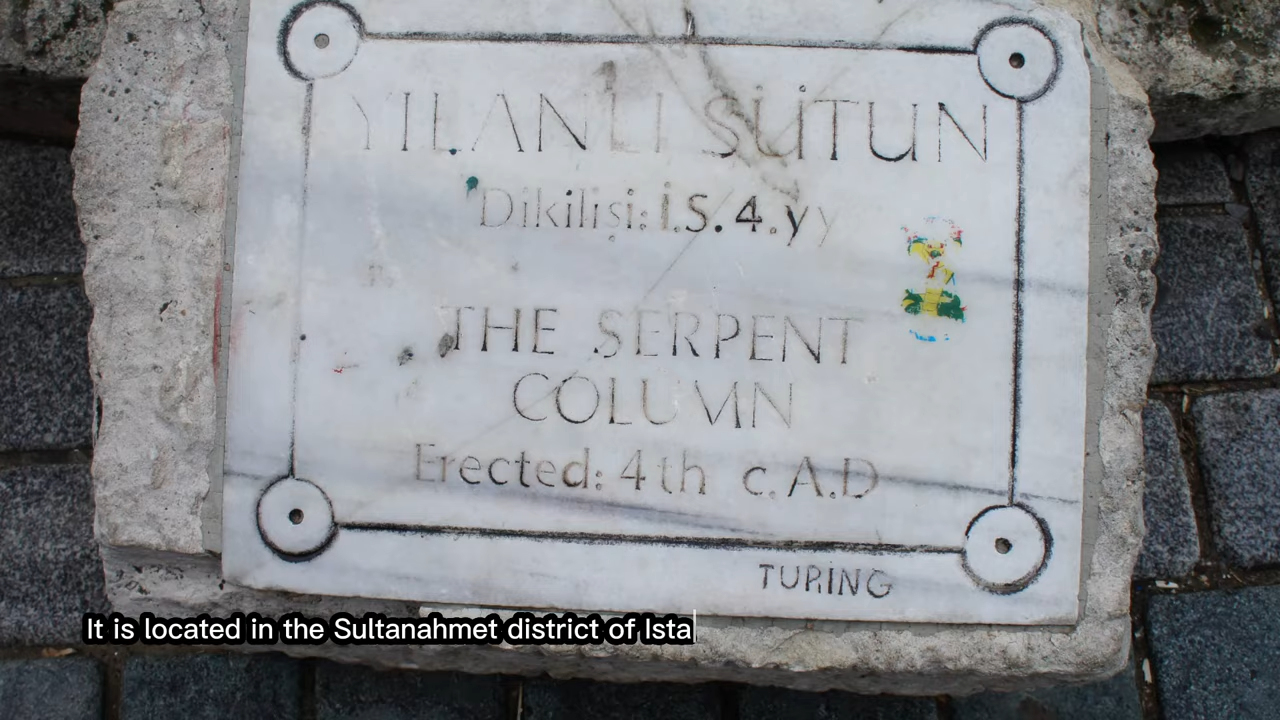 YILANLI SÜTUN
Dikilişi: İ.S. 4.yy
THE SERPENT
COLUMN
Erected: 4th c. A.D
TURING
It is located in the Sultanahmet district of Ista